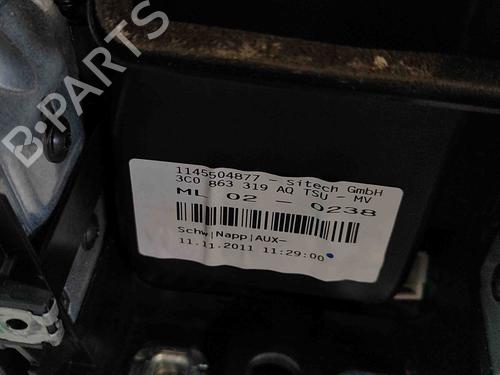 1145504877 - Sitech GmbH
3C0 863 319 AQ TSU - MV
ML 02 - 0238
Schw|Napp|AUX-
11.11.2011 11:29:00
B-PARTS